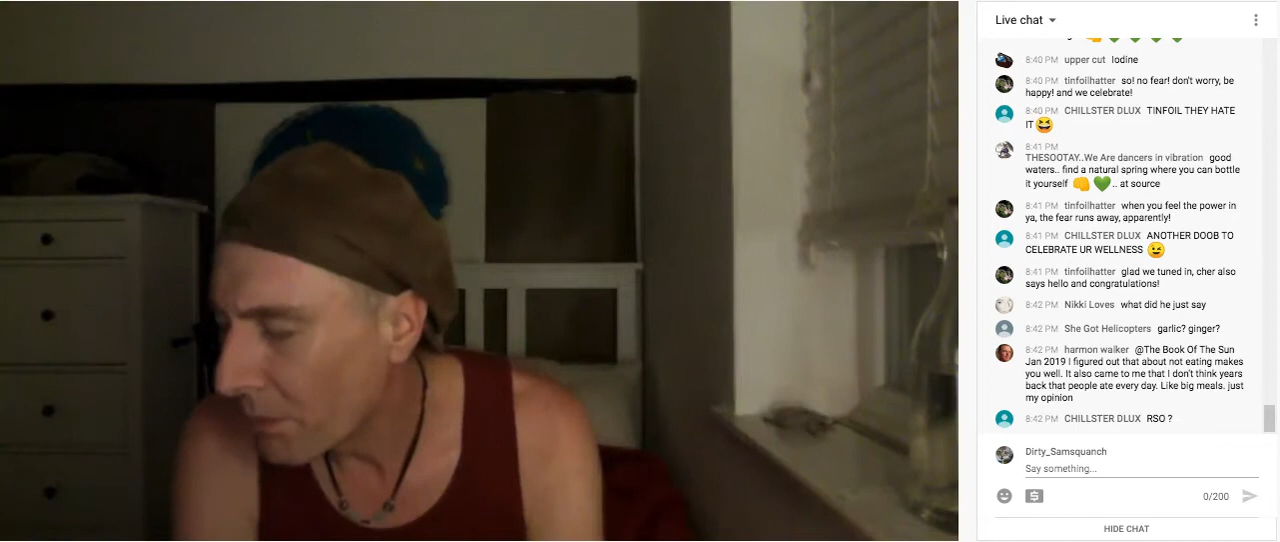 Live chat
8:40 PM upper cut Iodine
8:40 PM tinfoilhatter so! no fear! don't worry, be
happy! and we celebrate!
8:40 PM CHILLSTER DLUX TINFOIL THEY HATE
IT 😆
8:41 PM
THESOOTAY..We Are dancers in vibration good
waters.. find a natural spring where you can bottle
it yourself 👊 💚 .. at source
8:41 PM tinfoilhatter when you feel the power in
ya, the fear runs away, apparently!
8:41 PM CHILLSTER DLUX ANOTHER DOOB TO
CELEBRATE UR WELLNESS 😉
8:41 PM tinfoilhatter glad we tuned in, cher also
says hello and congratulations!
8:42 PM Nikki Loves what did he just say
8:42 PM She Got Helicopters garlic? ginger?
8:42 PM harmon walker @The Book Of The Sun
Jan 2019 I figured out that about not eating makes
you well. It also came to me that I don't think years
back that people ate every day. Like big meals. just
my opinion
8:42 PM CHILLSTER DLUX RSO ?
Dirty_Samsquanch
Say something...
0/200
HIDE CHAT